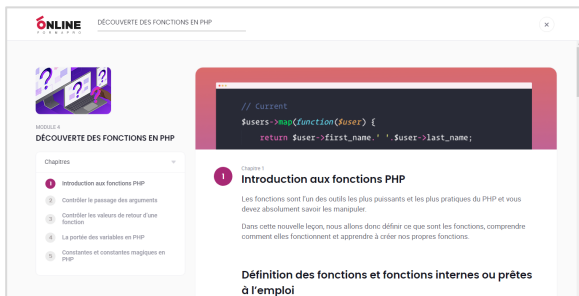 ONLINE
FORMAPRO
DÉCOUVERTE DES FONCTIONS EN PHP
MODULE 4
DÉCOUVERTE DES FONCTIONS EN PHP
Chapitres
1 Introduction aux fonctions PHP
2 Contrôler le passage des arguments
3 Contrôler les valeurs de retour d'une
fonction
4 La portée des variables en PHP
5 Constantes et constantes magiques en
PHP
// Current
$users->map(function($user) {
return $user->first_name.' '.$user->last_name;
1
Chapitre 1
Introduction aux fonctions PHP
Les fonctions sont l'un des outils les plus puissants et les plus pratiques du PHP et vous
devez absolument savoir les manipuler.
Dans cette nouvelle leçon, nous allons donc définir ce que sont les fonctions, comprendre
comment elles fonctionnent et apprendre à créer nos propres fonctions.
Définition des fonctions et fonctions internes ou prêtes
à l'emploi